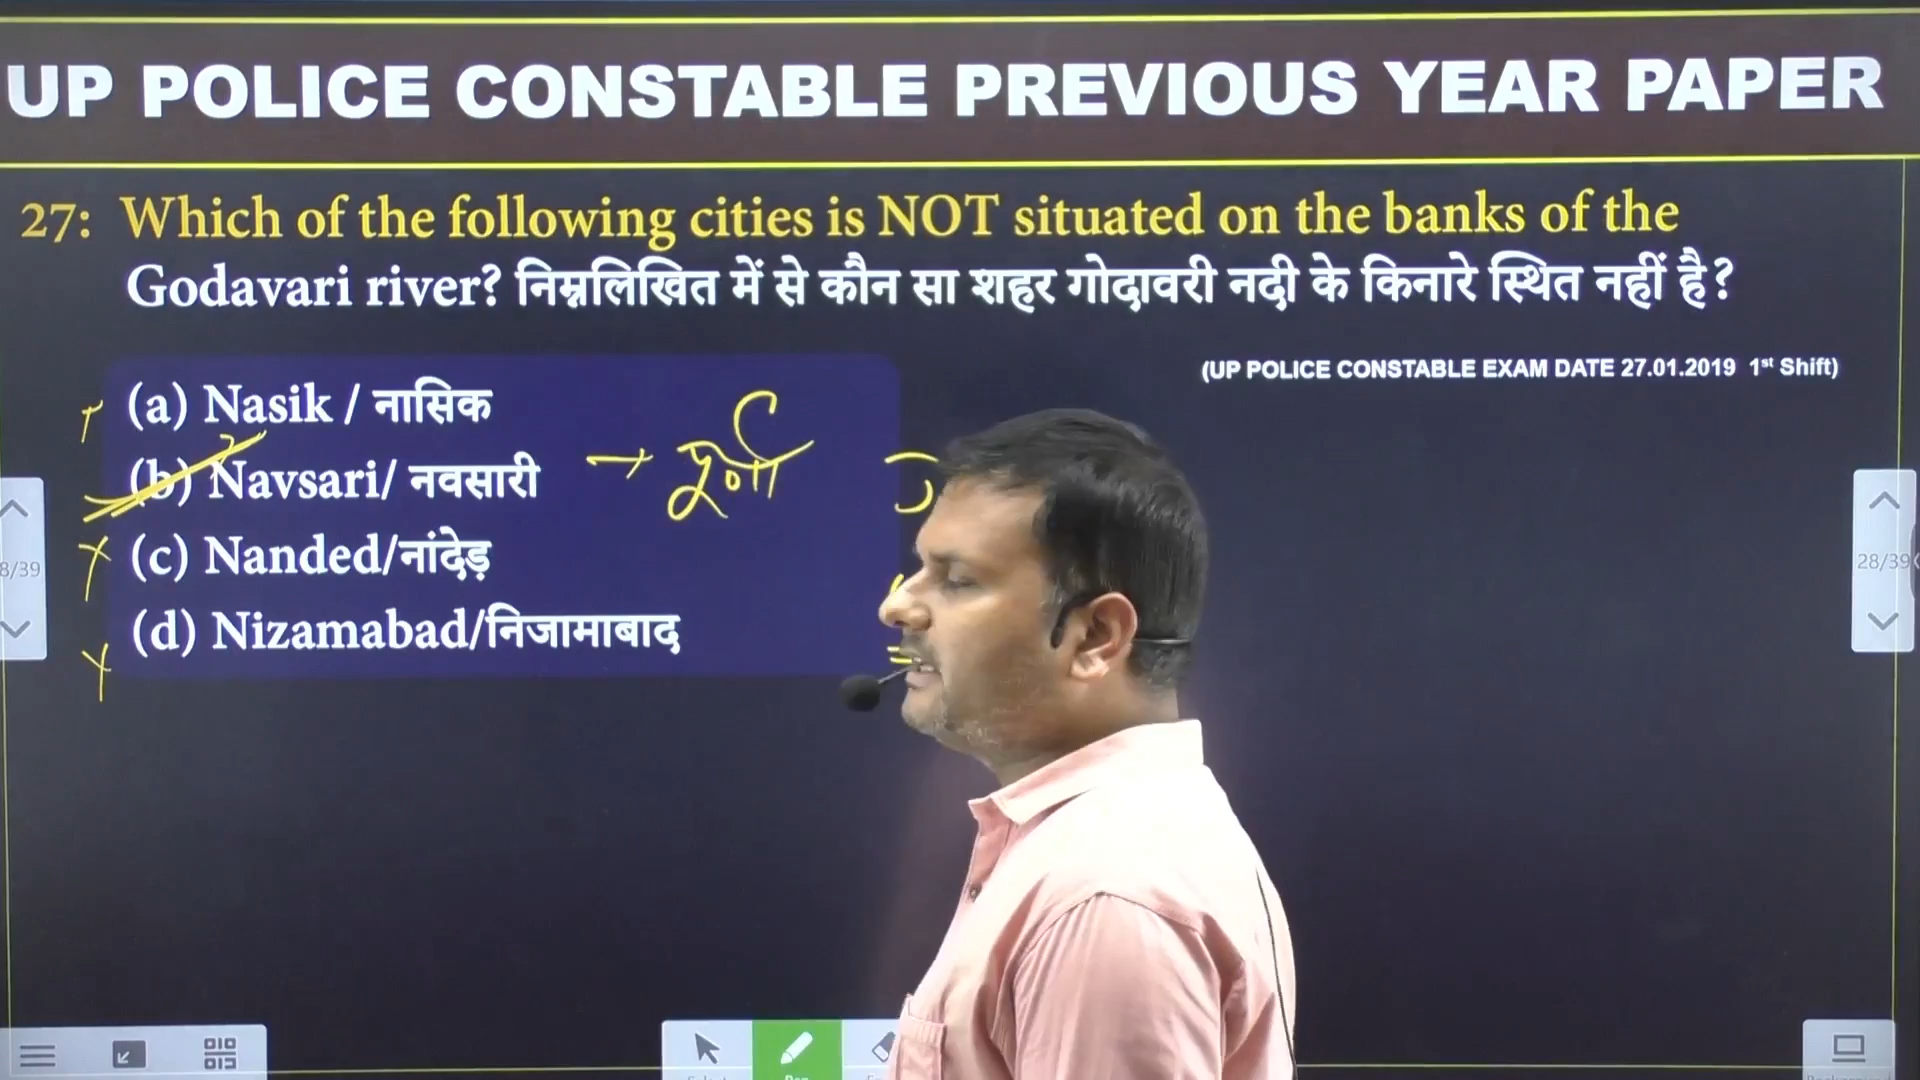 UP POLICE CONSTABLE PREVIOUS YEAR PAPER
27: Which of the following cities is NOT situated on the banks of the
Godavari river? निम्नलिखित में से कौन सा शहर गोदावरी नदी के किनारे स्थित नहीं है?
(UP POLICE CONSTABLE EXAM DATE 27.01.2019 1st Shift)
(a) Nasik / नासिक
(b) Navsari/ नवसारी → पूर्णा
(c) Nanded/नांदेड़
(d) Nizamabad/निजामाबाद
8/39
28/39